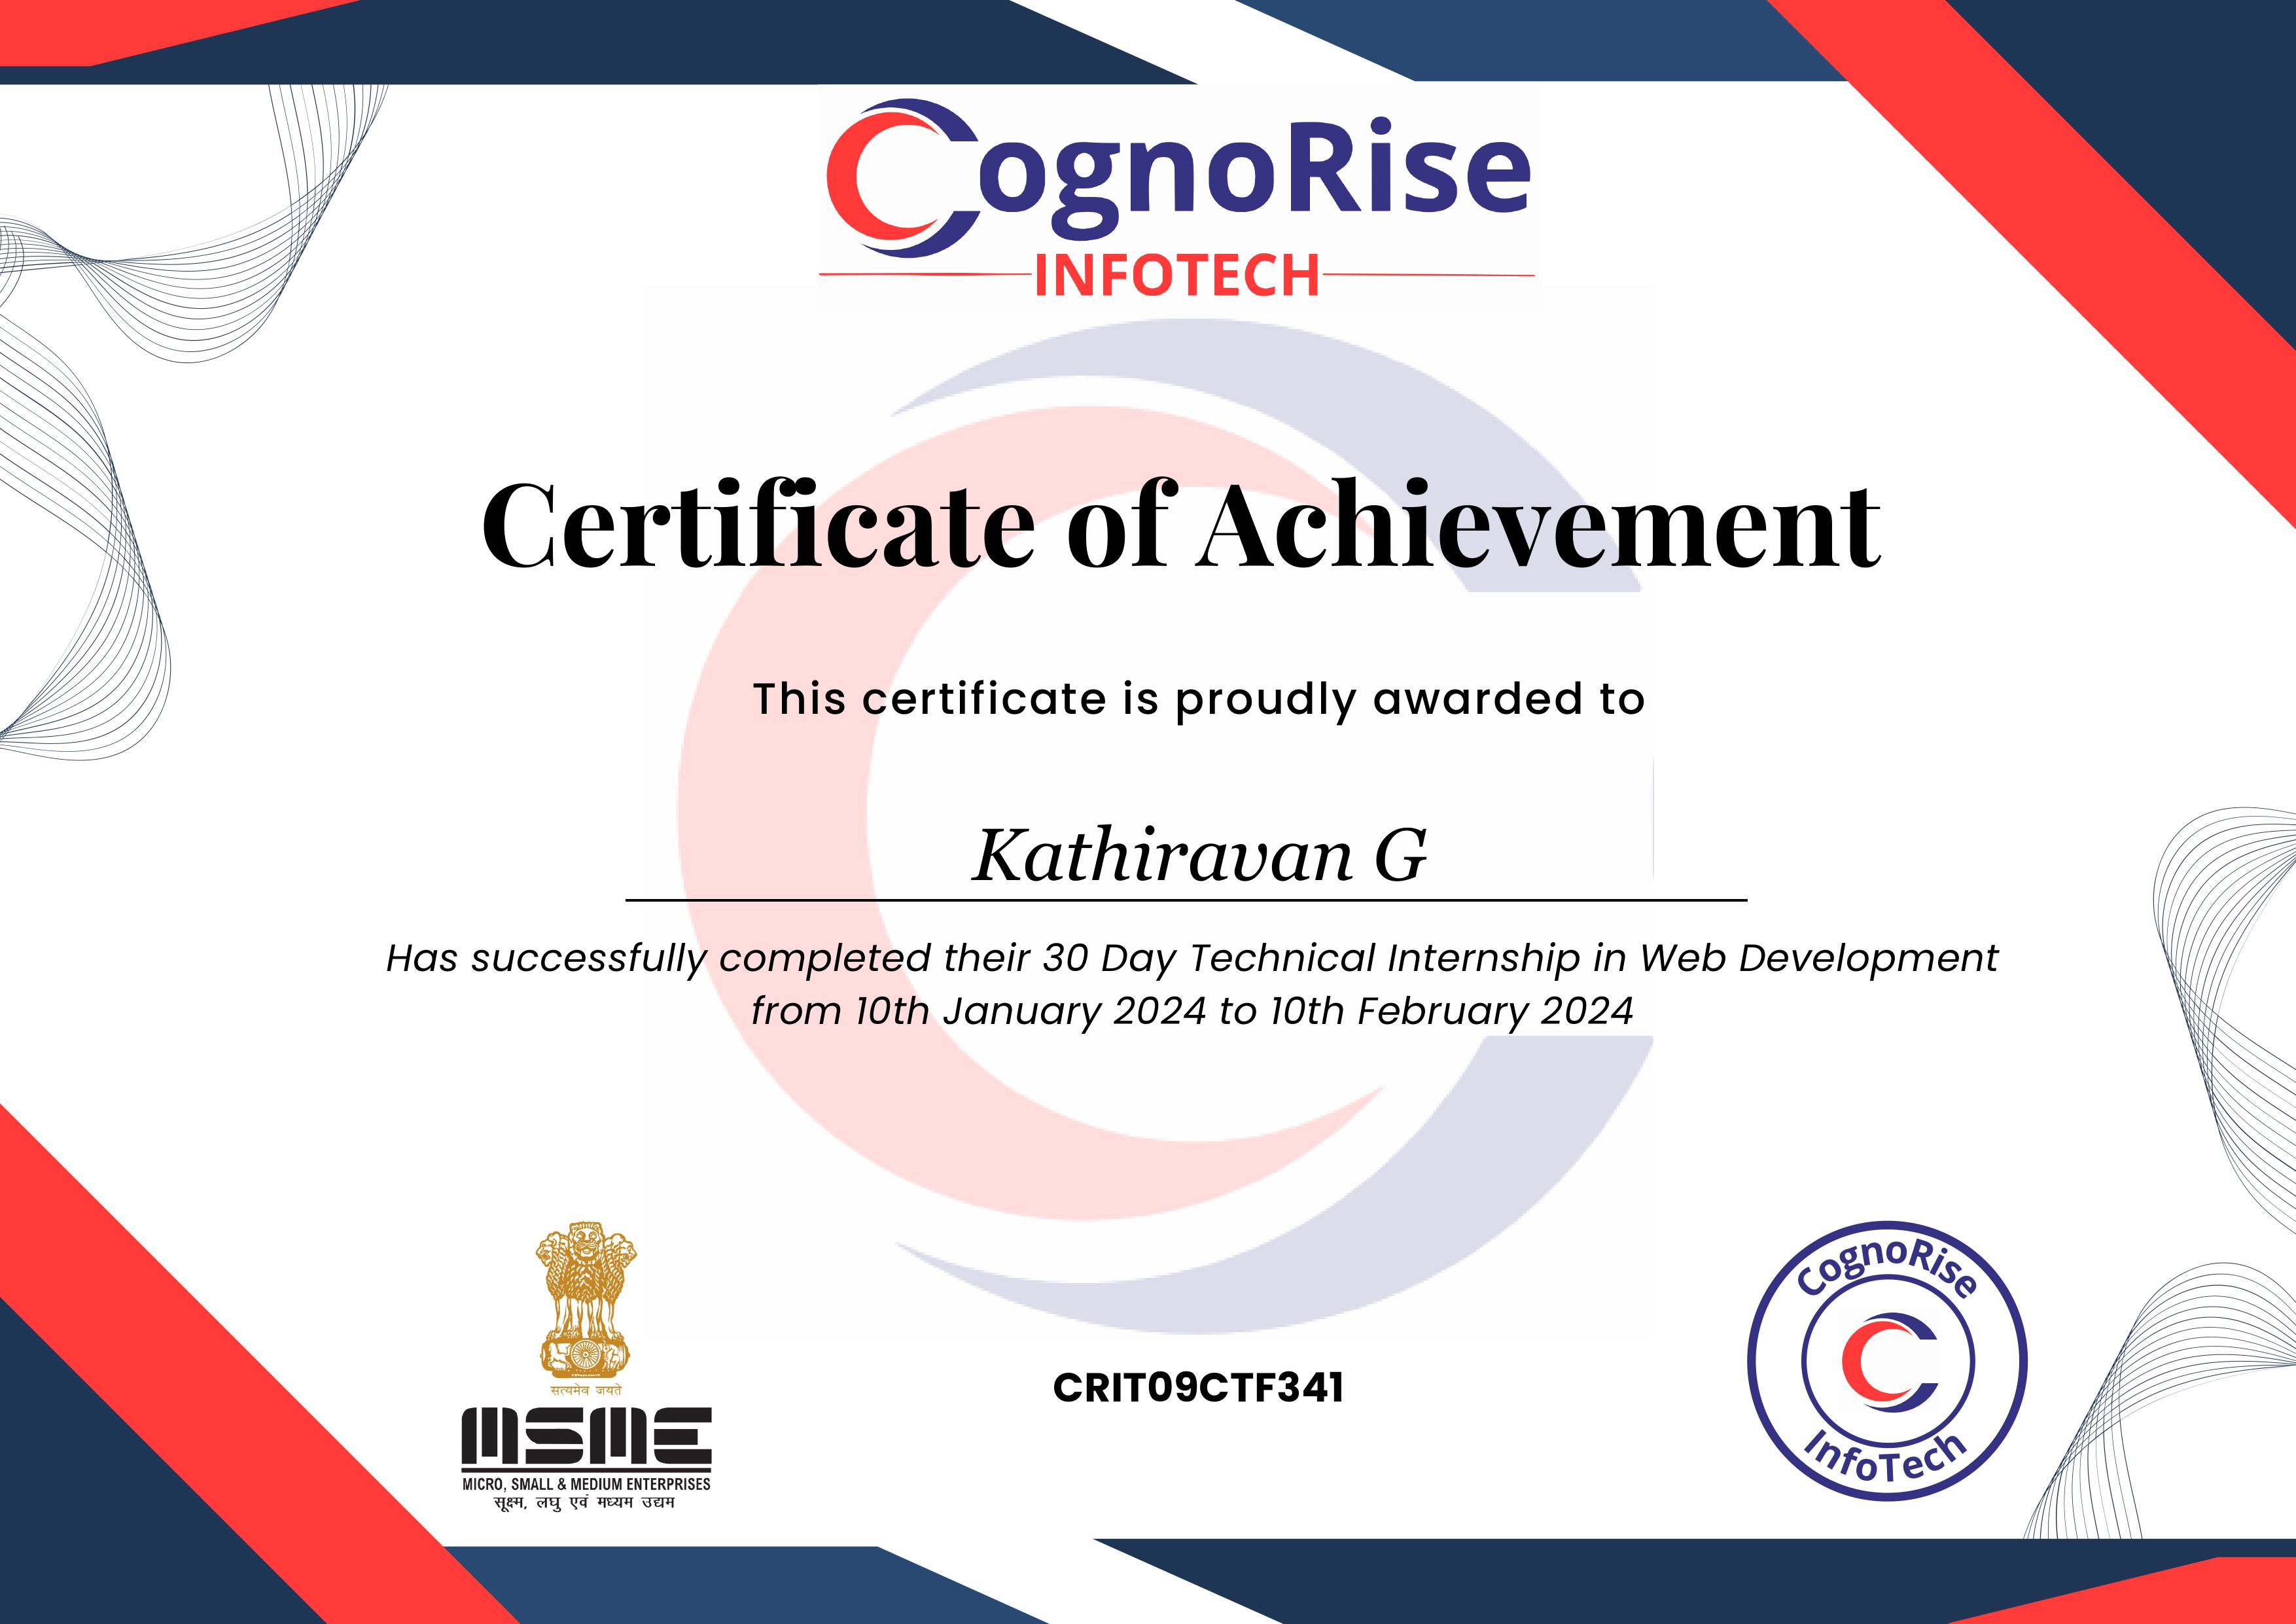 CognoRise
INFOTECH
Certificate of Achievement
This certificate is proudly awarded to
Kathiravan G
Has successfully completed their 30 Day Technical Internship in Web Development
from 10th January 2024 to 10th February 2024
सत्यमेव जयते
MSME
MICRO, SMALL & MEDIUM ENTERPRISES
सूक्ष्म, लघु एवं मध्यम उद्यम
CRIT09CTF341
CognoRise
InfoTech